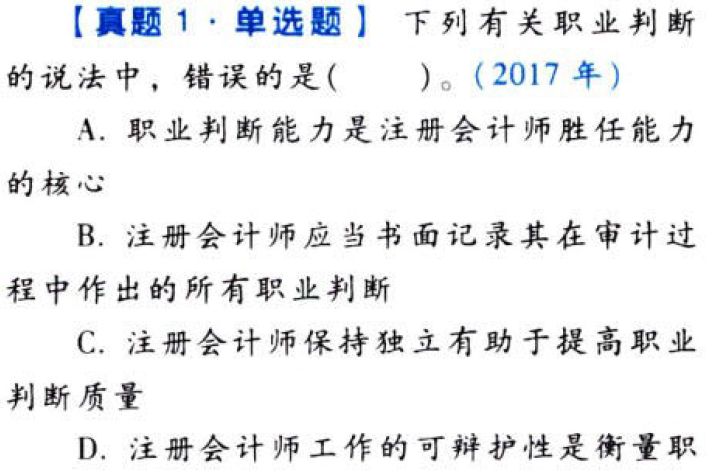 【真题 1·单选题】 下列有关职业判断
的说法中，错误的是(　　)。(2017 年)
A. 职业判断能力是注册会计师胜任能力
的核心
B. 注册会计师应当书面记录其在审计过
程中作出的所有职业判断
C. 注册会计师保持独立有助于提高职业
判断质量
D. 注册会计师工作的可辩护性是衡量职